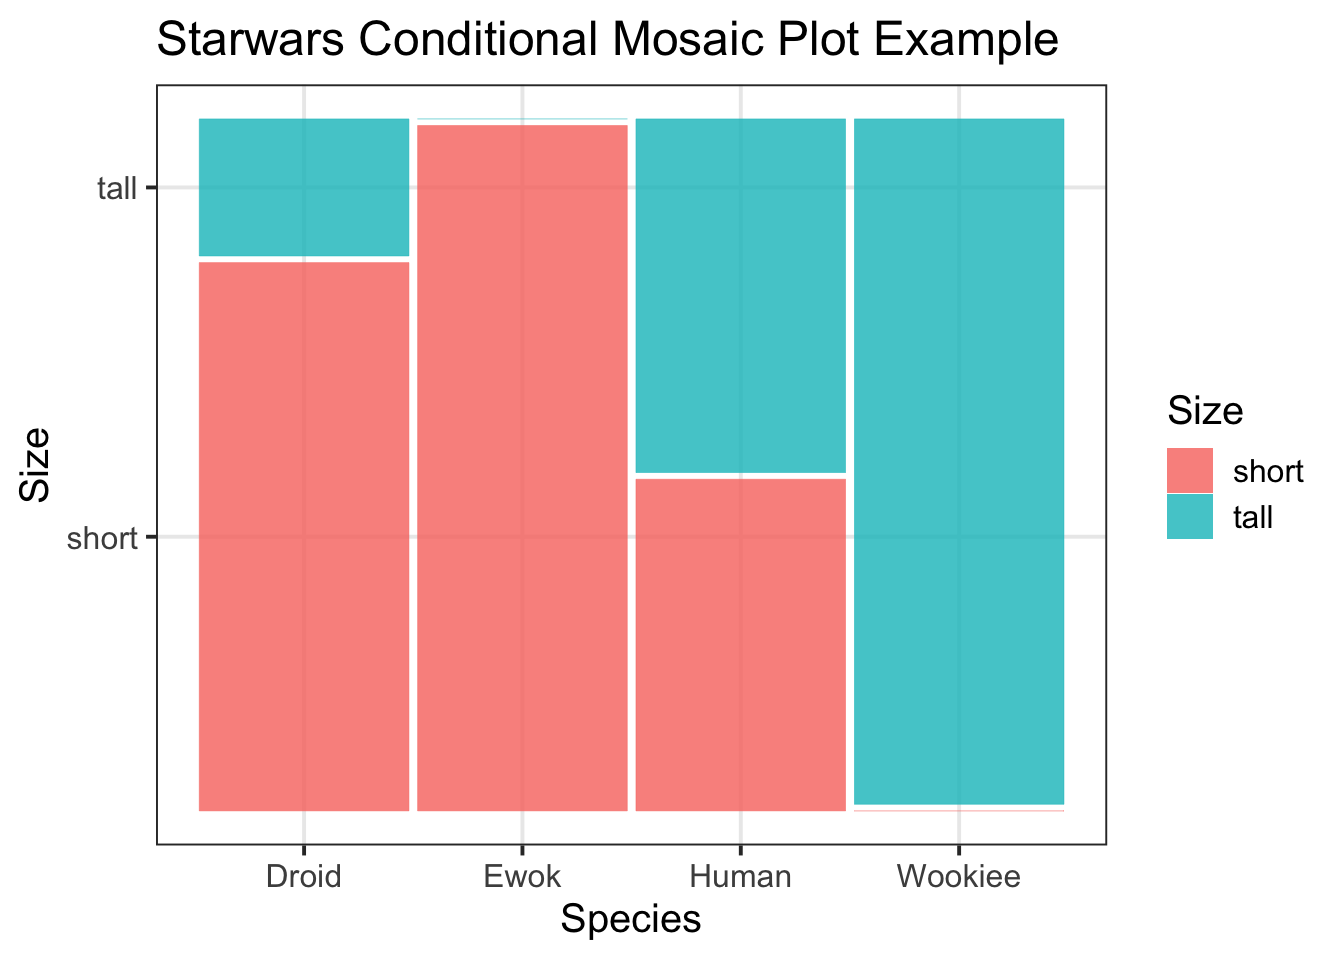 Starwars Conditional Mosaic Plot Example
tall
short
Size
Size
short
tall
Droid Ewok Human Wookiee
Species